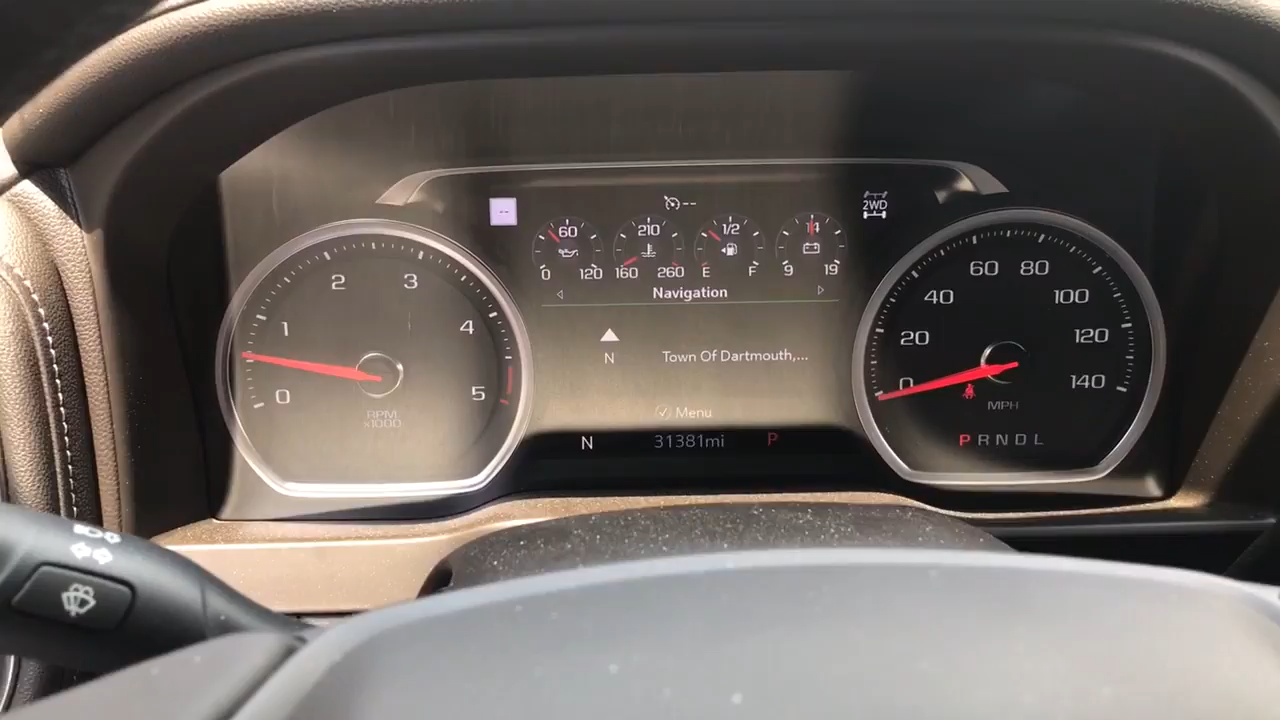 --
--
2WD
60
0 120
210
160 260
1/2
E F
14
9 19
Navigation
N
Town Of Dartmouth,...
Menu
N 31381mi P
0 1 2 3 4 5
RPM
x1000
0 20 40 60 80 100 120 140
MPH
P R N D L